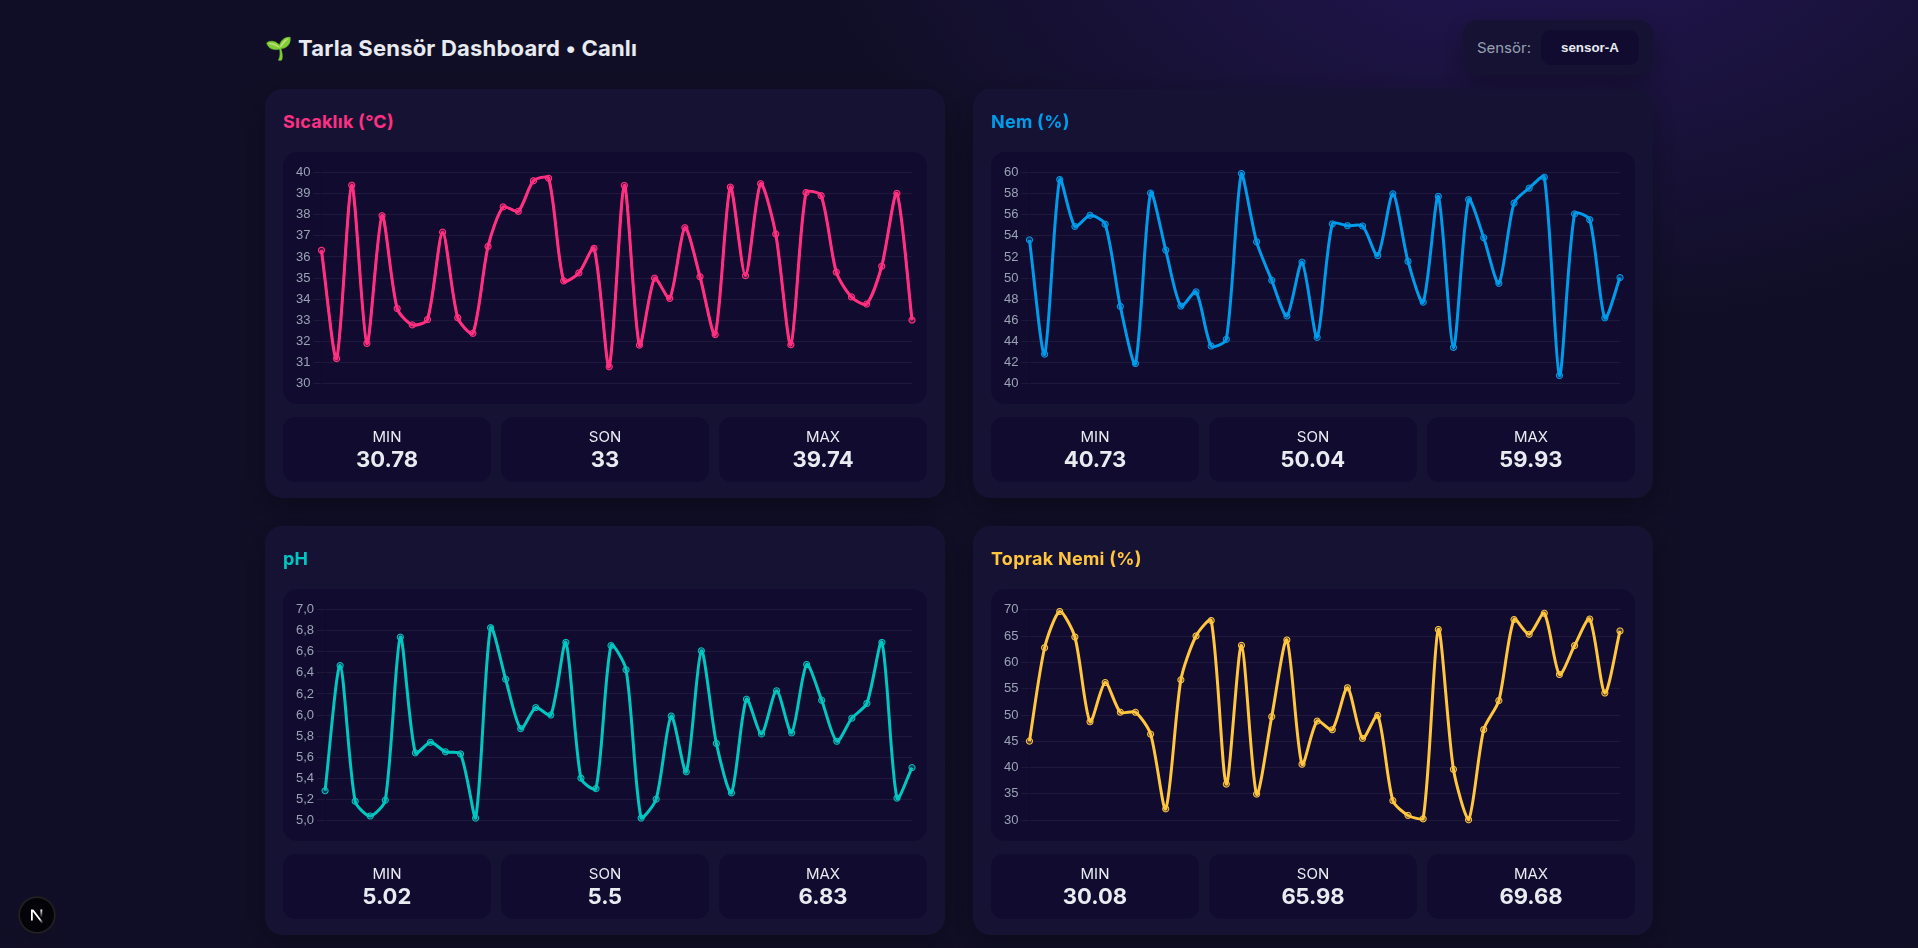 🌱 Tarla Sensör Dashboard • Canlı
Sensör: sensor-A
Sıcaklık (°C)
40
39
38
37
36
35
34
33
32
31
30
MIN
30.78
SON
33
MAX
39.74
Nem (%)
60
58
56
54
52
50
48
46
44
42
40
MIN
40.73
SON
50.04
MAX
59.93
pH
7,0
6,8
6,6
6,4
6,2
6,0
5,8
5,6
5,4
5,2
5,0
MIN
5.02
SON
5.5
MAX
6.83
Toprak Nemi (%)
70
65
60
55
50
45
40
35
30
MIN
30.08
SON
65.98
MAX
69.68
N